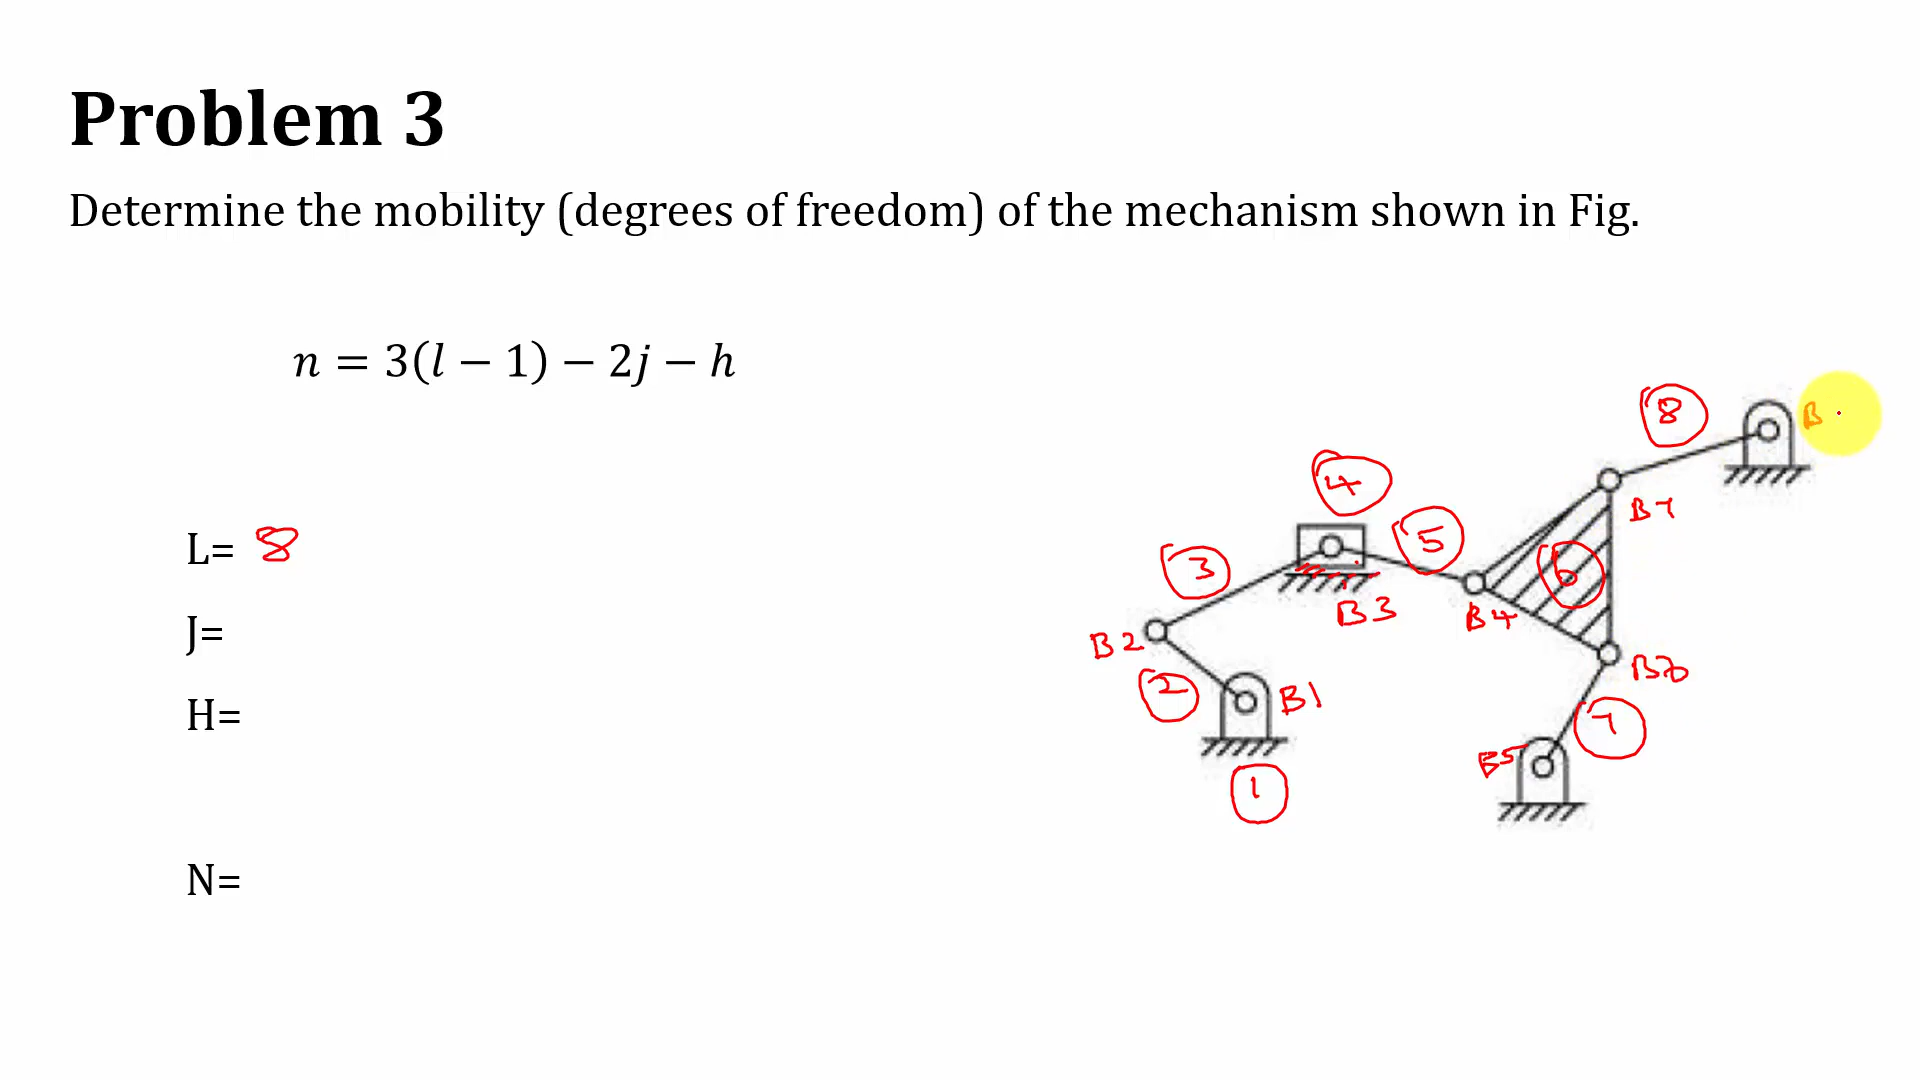 Problem 3
Determine the mobility (degrees of freedom) of the mechanism shown in Fig.
n = 3(l − 1) − 2j − h
L= 8
J=
H=
N=
8
B
4
B7
3
5
6
B3
B4
B2
B6
2
B1
7
B5
1